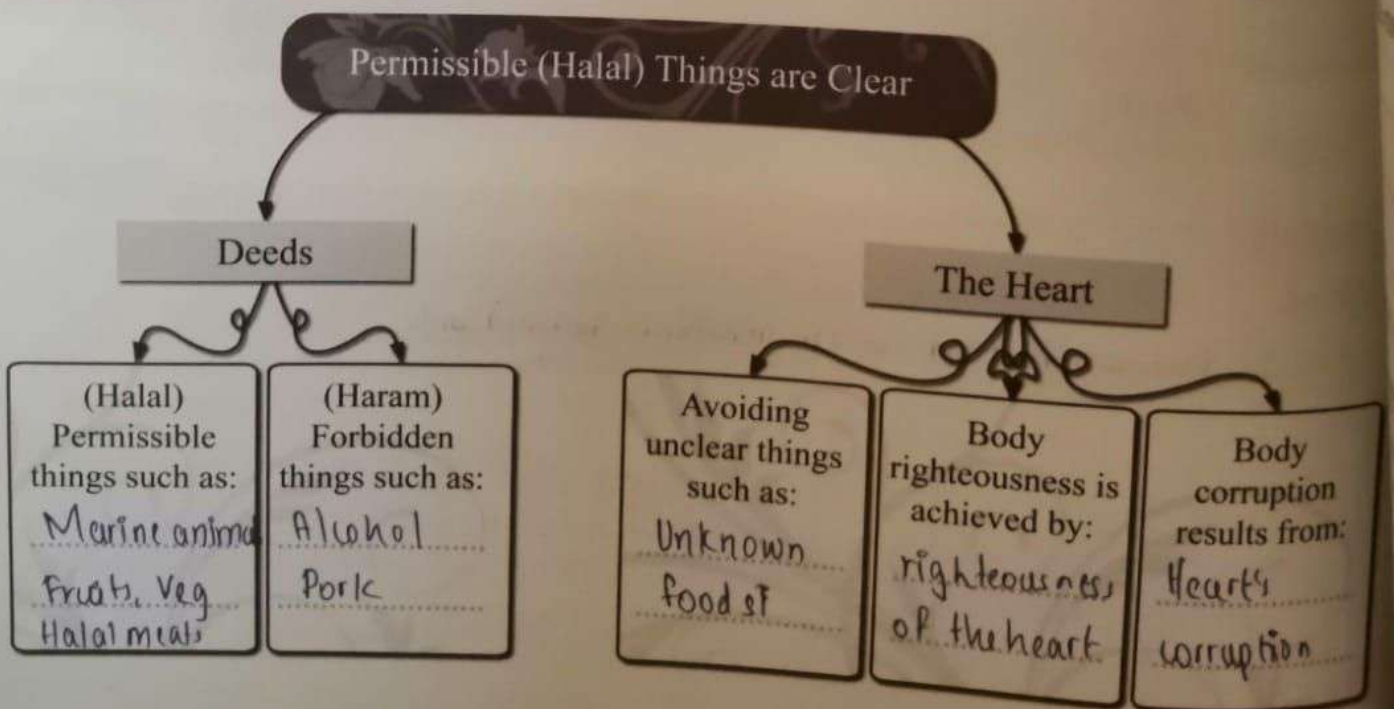 Permissible (Halal) Things are Clear
Deeds
(Halal)
Permissible
things such as:
Marine anima
Fruits, Veg
Halal meats
(Haram)
Forbidden
things such as:
Alcohol
Pork
The Heart
Avoiding
unclear things
such as:
Unknown
Body
righteousness is
achieved by:
righteousness
of the heart
Body
corruption
results from:
Heart's
corruption